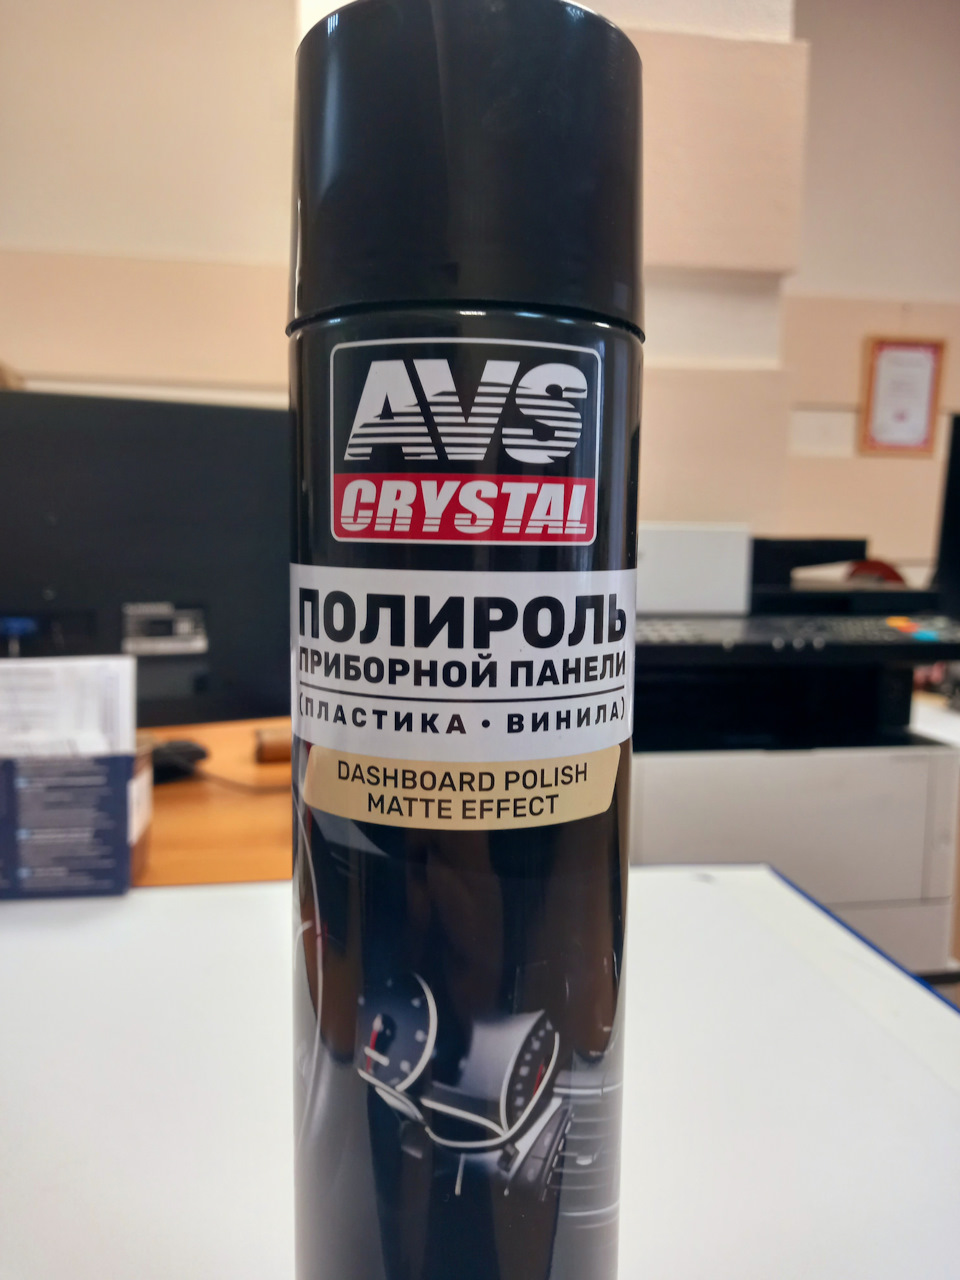 AVS
CRYSTAL
ПОЛИРОЛЬ
ПРИБОРНОЙ ПАНЕЛИ
(ПЛАСТИКА • ВИНИЛА)
DASHBOARD POLISH
MATTE EFFECT